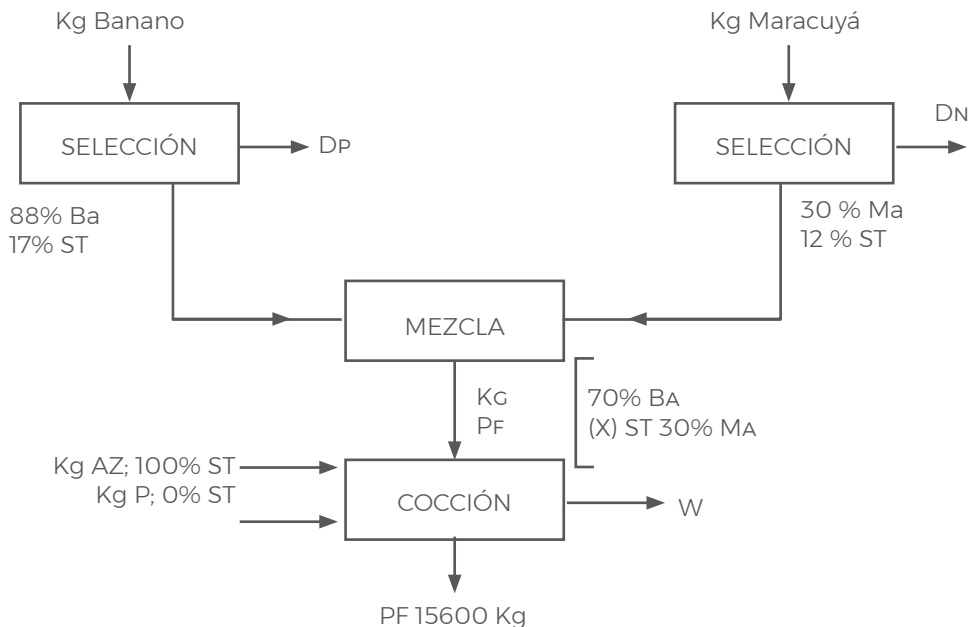 Kg Banano
Kg Maracuyá
SELECCIÓN
DP
SELECCIÓN
DN
88% Ba
17% ST
30 % Ma
12 % ST
MEZCLA
KG
PF
70% BA
(X) ST 30% MA
Kg AZ; 100% ST
Kg P; 0% ST
COCCIÓN
W
PF 15600 Kg